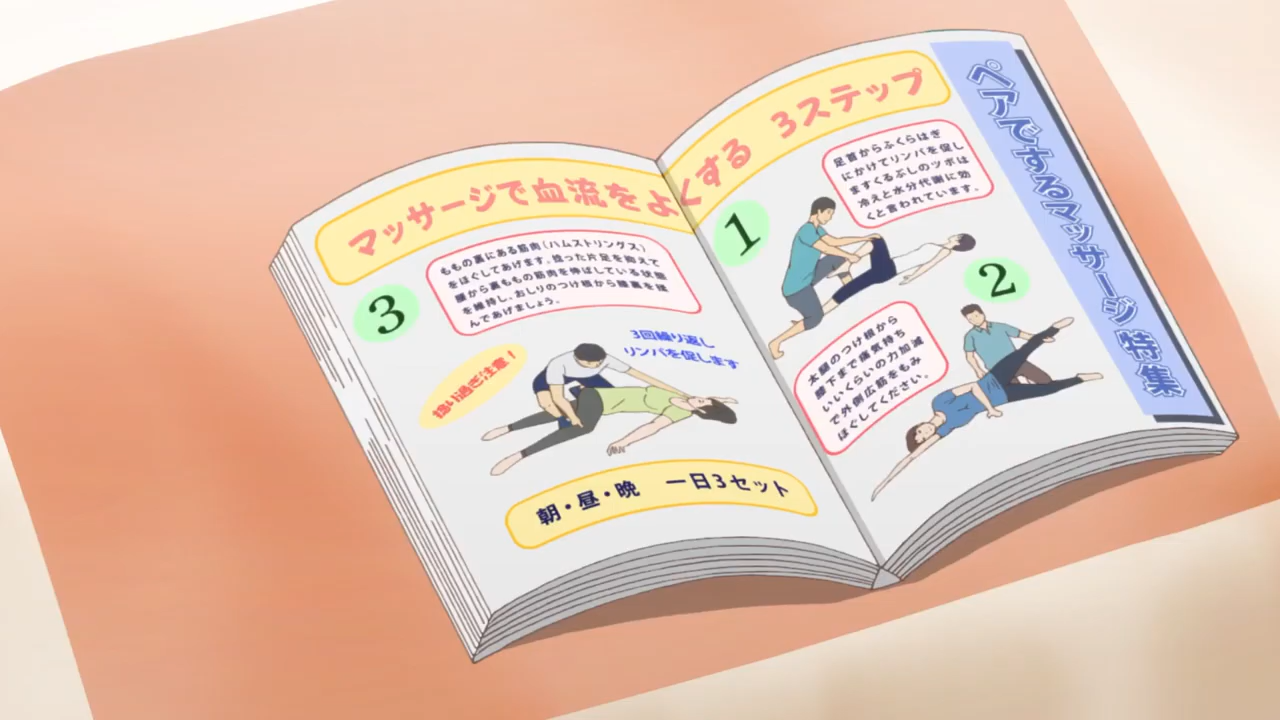 ペアでするマッサージ特集
マッサージで血流をよくする 3ステップ
1
足首からふくらはぎ
にかけてリンパを促し
ますくるぶしのツボは
冷えと水分代謝に効
くと言われています。
2
太腿のつけ根から
膝下まで痛気持ち
いいくらいの力加減
で外側広筋をもみ
ほぐしてください。
3
ももの裏にある筋肉(ハムストリングス)
をほぐしてあげます。捻った片足を抑えて
腰から裏ももの筋肉を伸ばしている状態
を維持し、おしりのつけ根から膝裏を揉
んであげましょう。
捻り過ぎ注意!
3回繰り返し
リンパを促します
朝・昼・晩 一日3セット